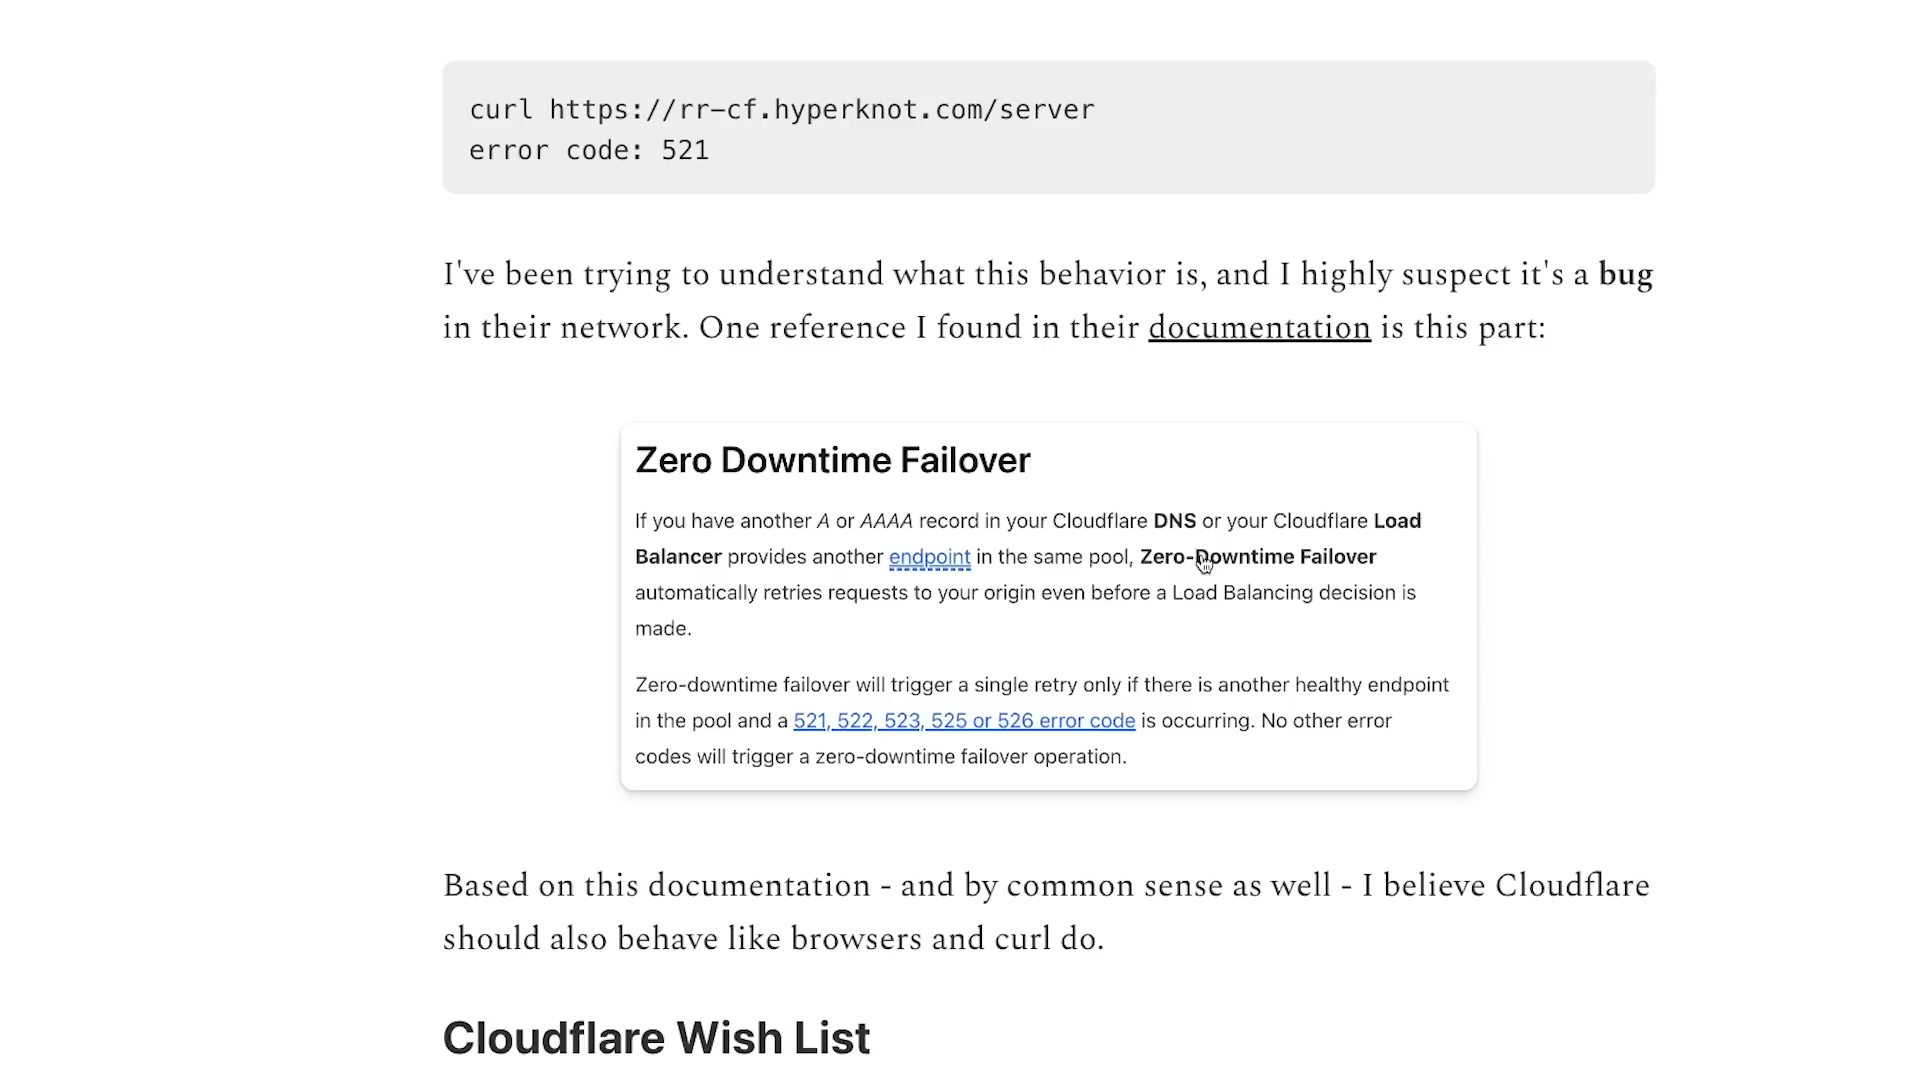 curl https://rr-cf.hyperknot.com/server
error code: 521
I've been trying to understand what this behavior is, and I highly suspect it's a bug
in their network. One reference I found in their documentation is this part:
Zero Downtime Failover
If you have another A or AAAA record in your Cloudflare DNS or your Cloudflare Load
Balancer provides another endpoint in the same pool, Zero-Downtime Failover
automatically retries requests to your origin even before a Load Balancing decision is
made.
Zero-downtime failover will trigger a single retry only if there is another healthy endpoint
in the pool and a 521, 522, 523, 525 or 526 error code is occurring. No other error
codes will trigger a zero-downtime failover operation.
Based on this documentation - and by common sense as well - I believe Cloudflare
should also behave like browsers and curl do.
Cloudflare Wish List